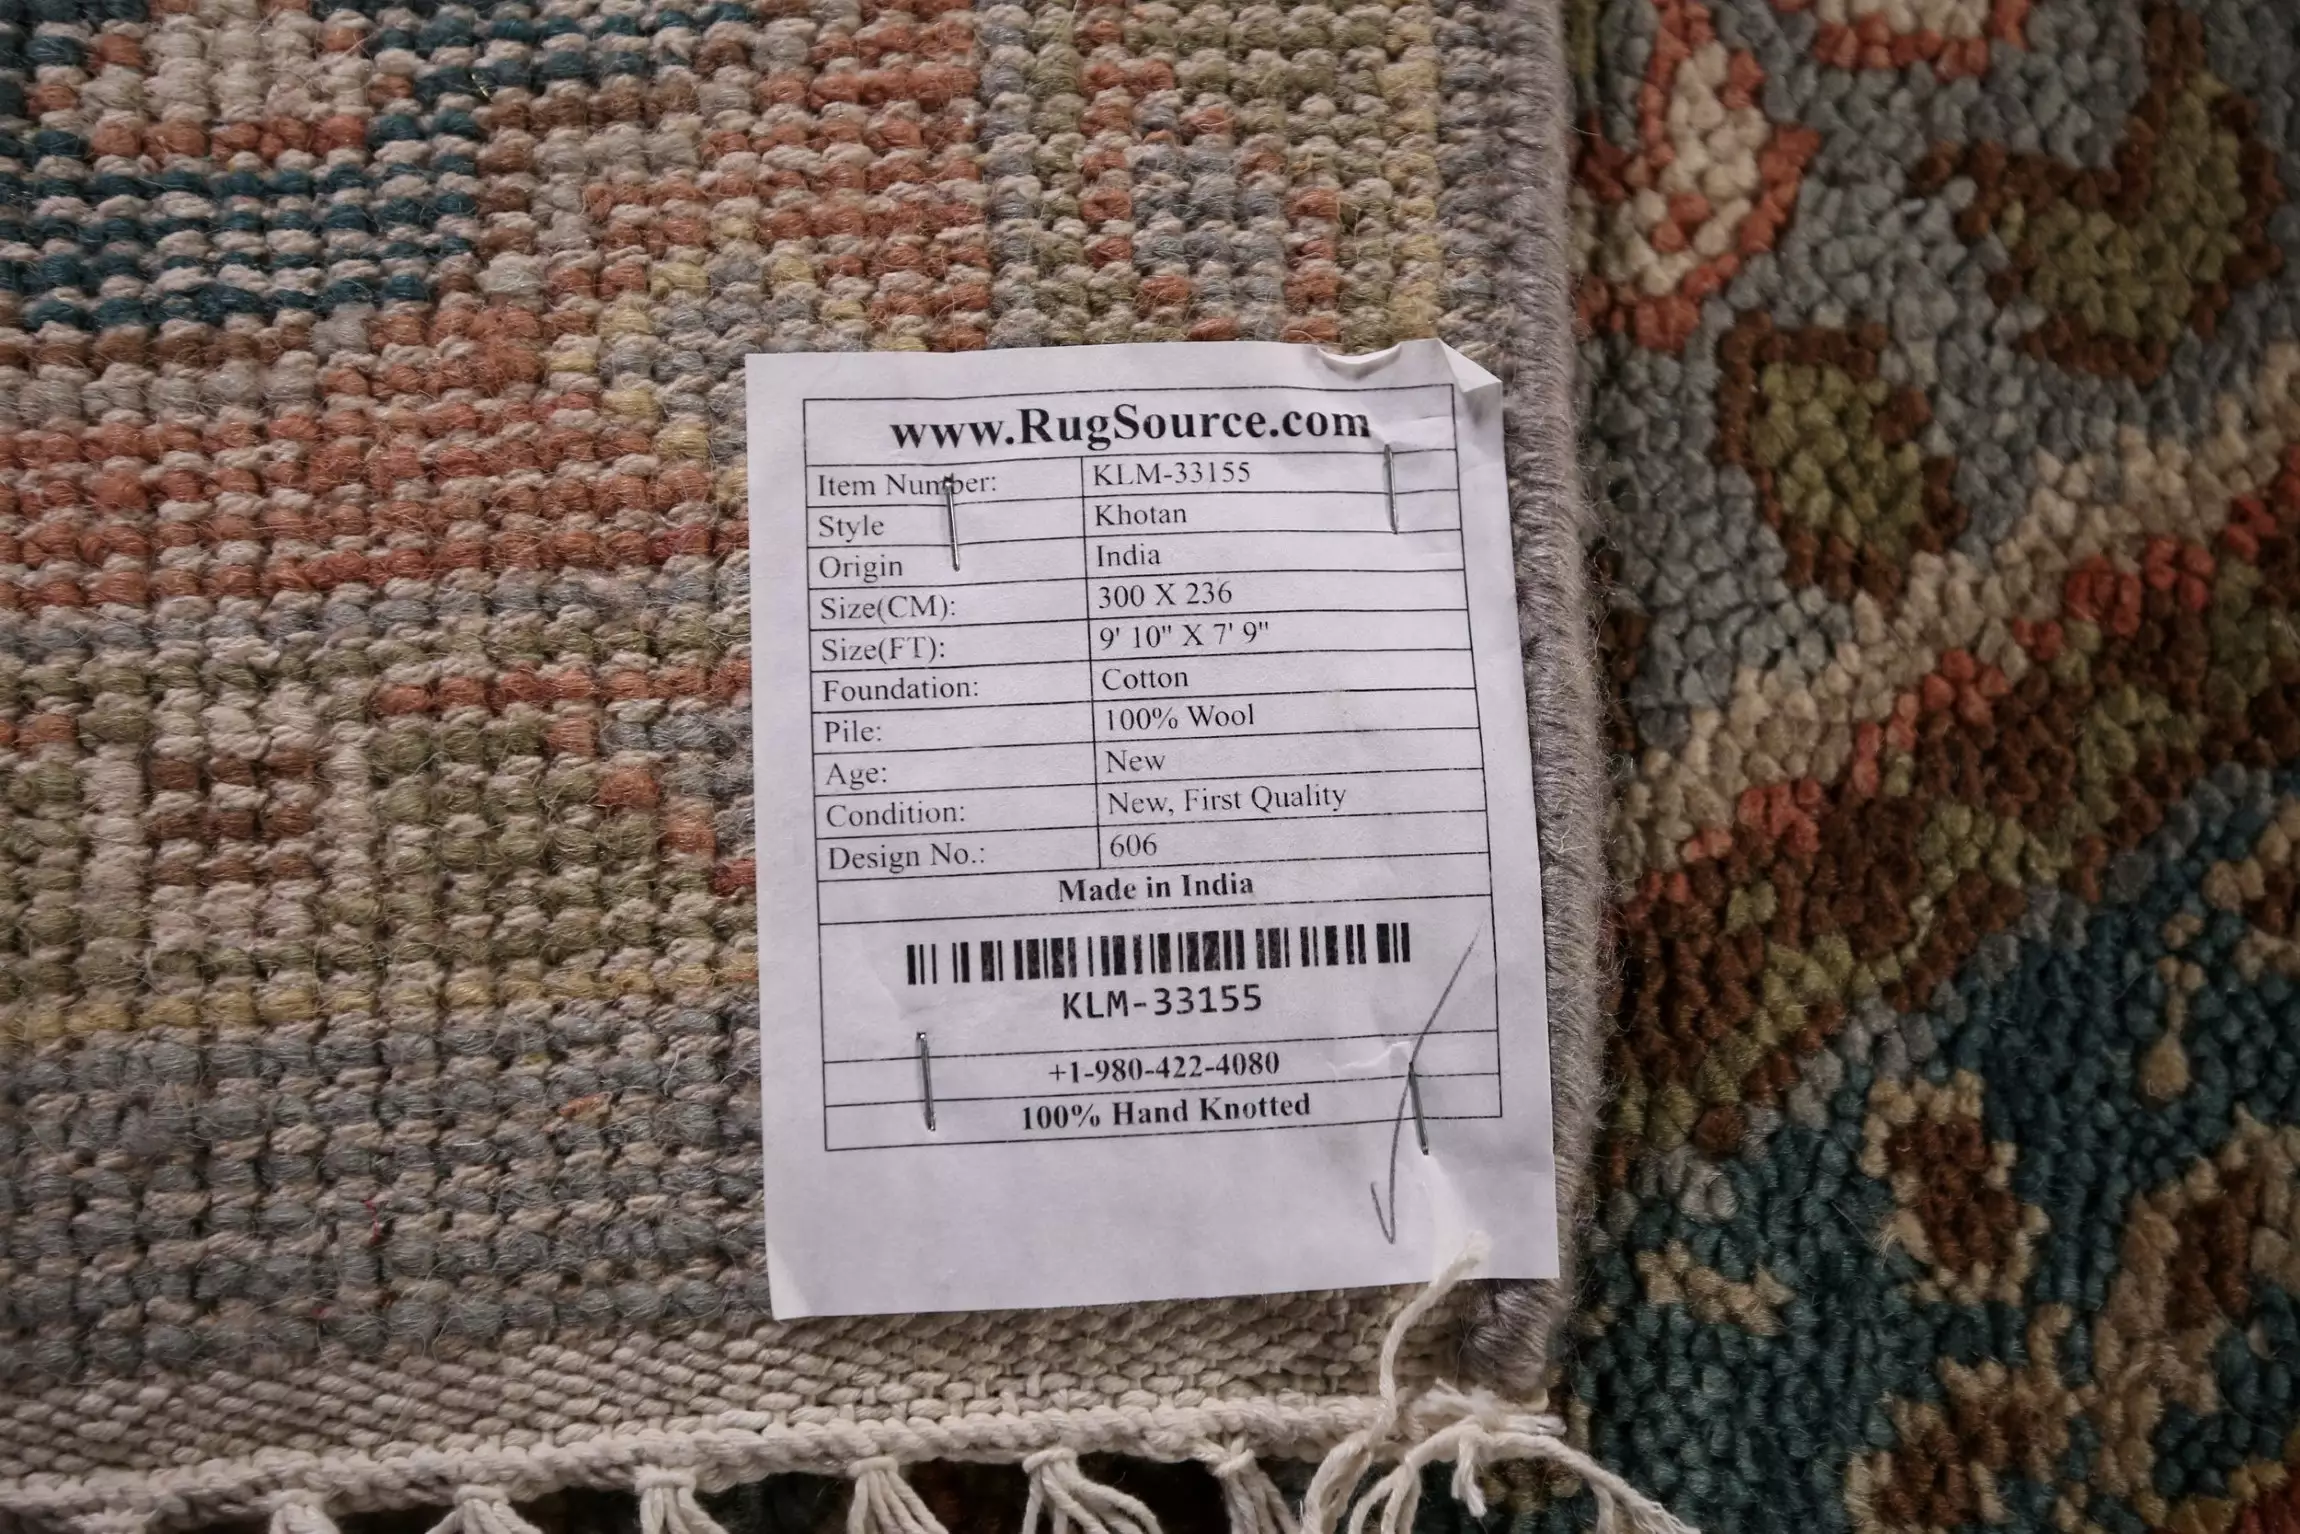 www.RugSource.com
Item Number: KLM-33155
Style Khotan
Origin India
Size(CM): 300 X 236
Size(FT): 9' 10" X 7' 9"
Foundation: Cotton
Pile: 100% Wool
Age: New
Condition: New, First Quality
Design No.: 606
Made in India
KLM-33155
+1-980-422-4080
100% Hand Knotted